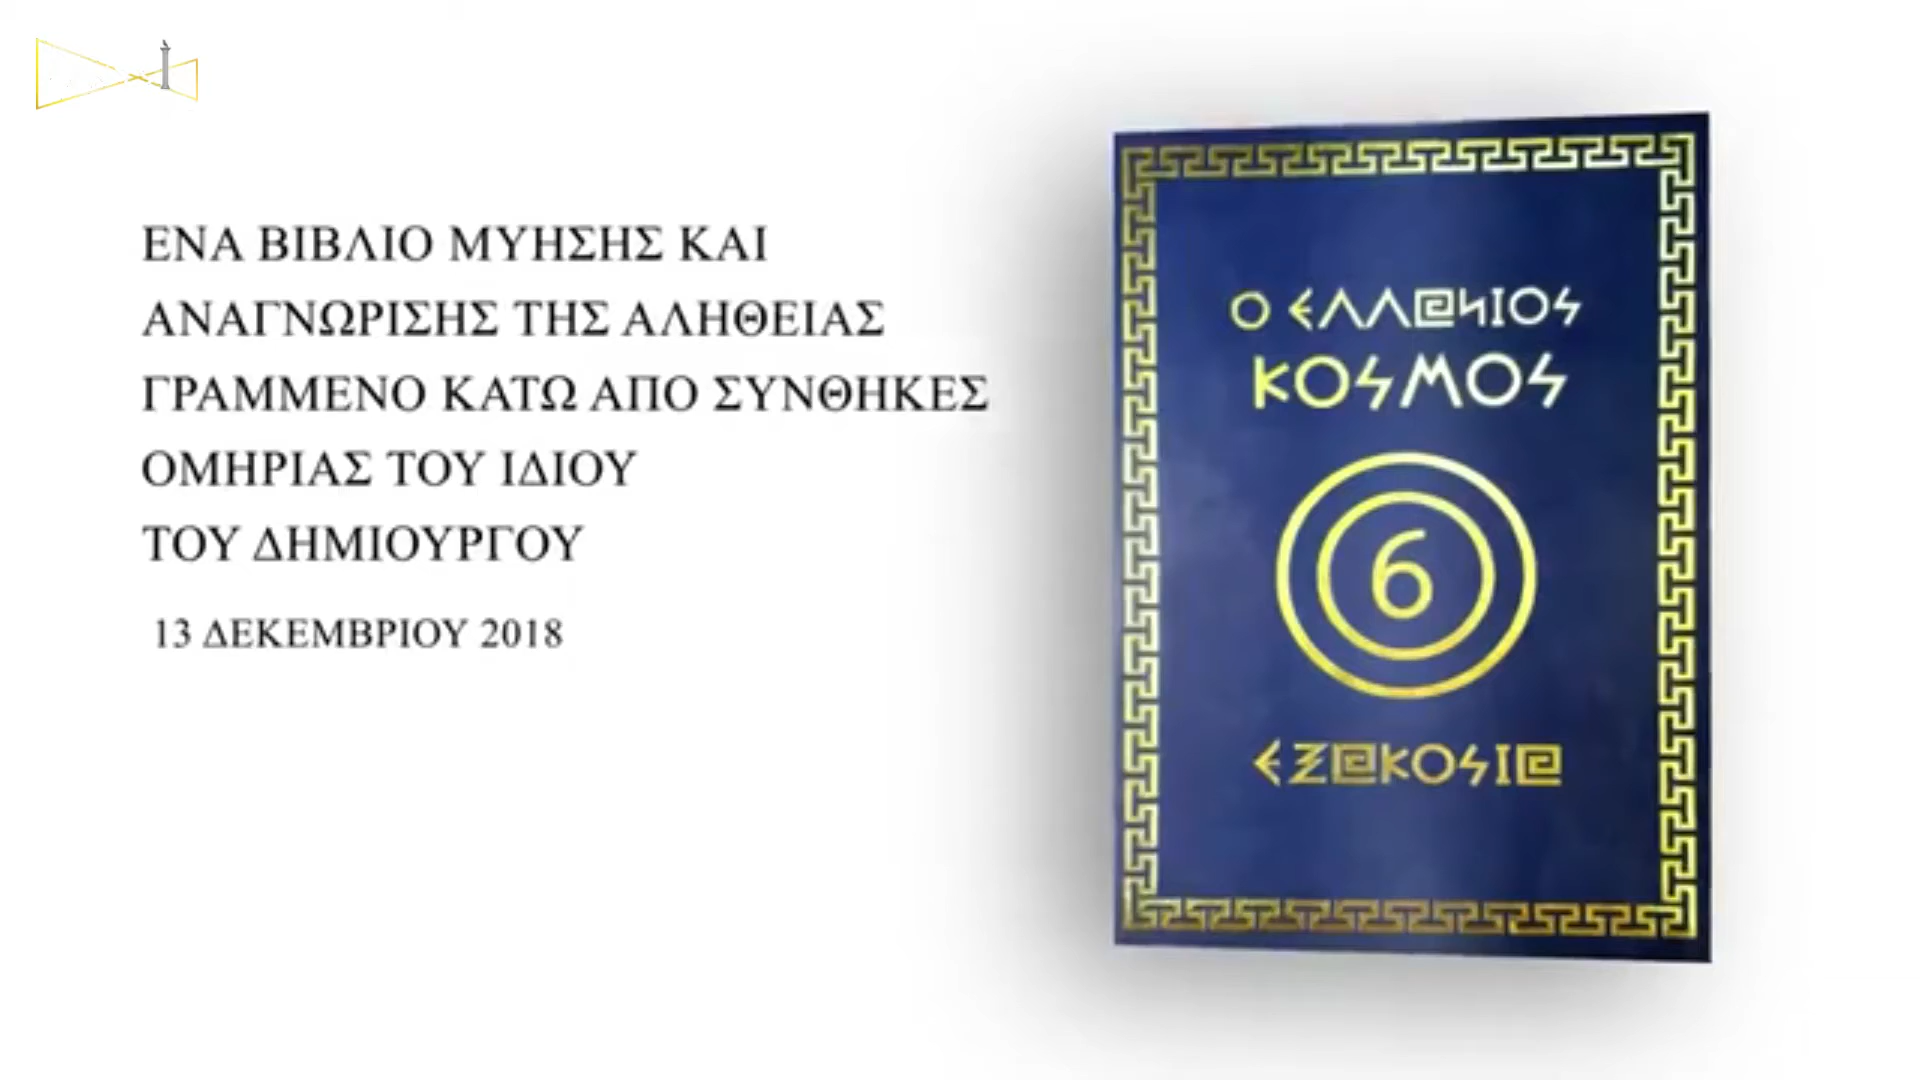 ΕΝΑ ΒΙΒΛΙΟ ΜΥΗΣΗΣ ΚΑΙ
ΑΝΑΓΝΩΡΙΣΗΣ ΤΗΣ ΑΛΗΘΕΙΑΣ
ΓΡΑΜΜΕΝΟ ΚΑΤΩ ΑΠΟ ΣΥΝΘΗΚΕΣ
ΟΜΗΡΙΑΣ ΤΟΥ ΙΔΙΟΥ
ΤΟΥ ΔΗΜΙΟΥΡΓΟΥ
13 ΔΕΚΕΜΒΡΙΟΥ 2018
Ο ΕΛΛΗΝΙΟΣ
ΚΟΣΜΟΣ
6
ΕΞΑΚΟΣΙΑ